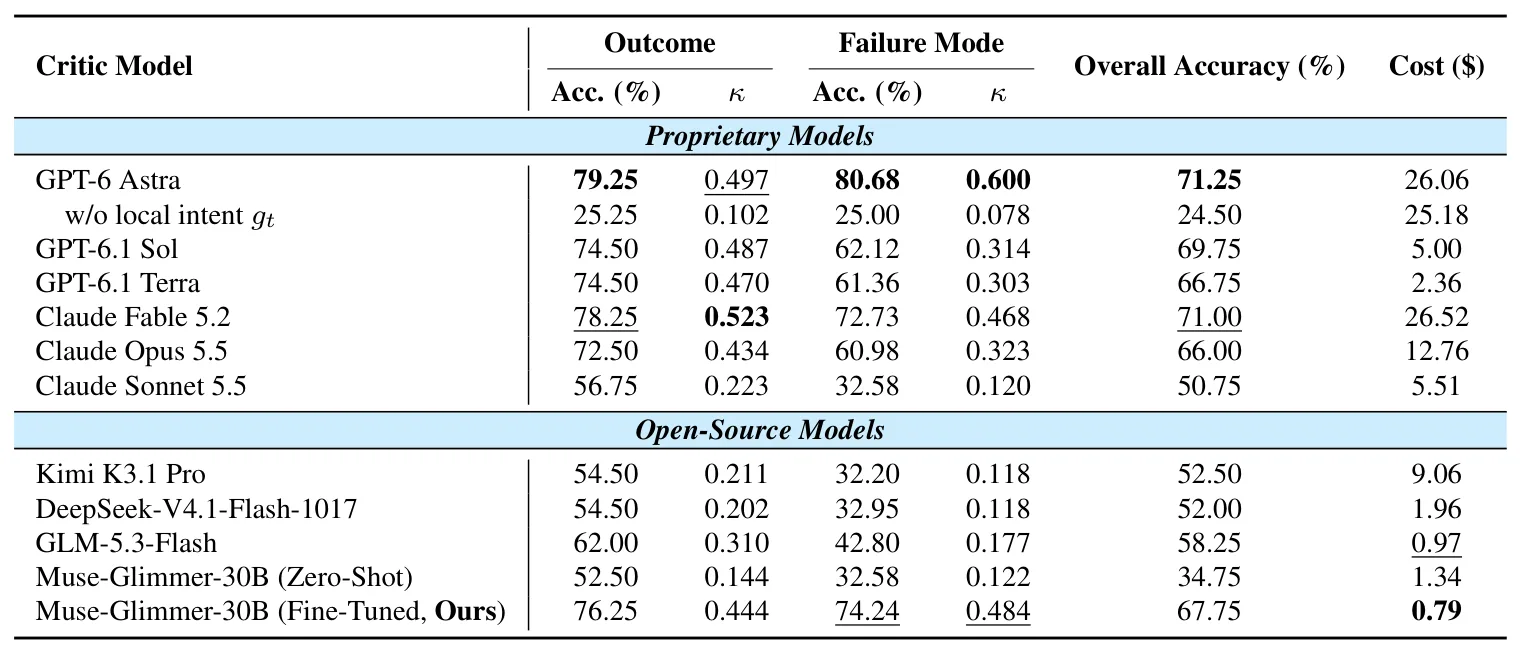 Critic Model Outcome Failure Mode Overall Accuracy (%) Cost ($)
Acc. (%) κ Acc. (%) κ
Proprietary Models
GPT-6 Astra 79.25 0.497 80.68 0.600 71.25 26.06
w/o local intent gt 25.25 0.102 25.00 0.078 24.50 25.18
GPT-6.1 Sol 74.50 0.487 62.12 0.314 69.75 5.00
GPT-6.1 Terra 74.50 0.470 61.36 0.303 66.75 2.36
Claude Fable 5.2 78.25 0.523 72.73 0.468 71.00 26.52
Claude Opus 5.5 72.50 0.434 60.98 0.323 66.00 12.76
Claude Sonnet 5.5 56.75 0.223 32.58 0.120 50.75 5.51
Open-Source Models
Kimi K3.1 Pro 54.50 0.211 32.20 0.118 52.50 9.06
DeepSeek-V4.1-Flash-1017 54.50 0.202 32.95 0.118 52.00 1.96
GLM-5.3-Flash 62.00 0.310 42.80 0.177 58.25 0.97
Muse-Glimmer-30B (Zero-Shot) 52.50 0.144 32.58 0.122 34.75 1.34
Muse-Glimmer-30B (Fine-Tuned, Ours) 76.25 0.444 74.24 0.484 67.75 0.79